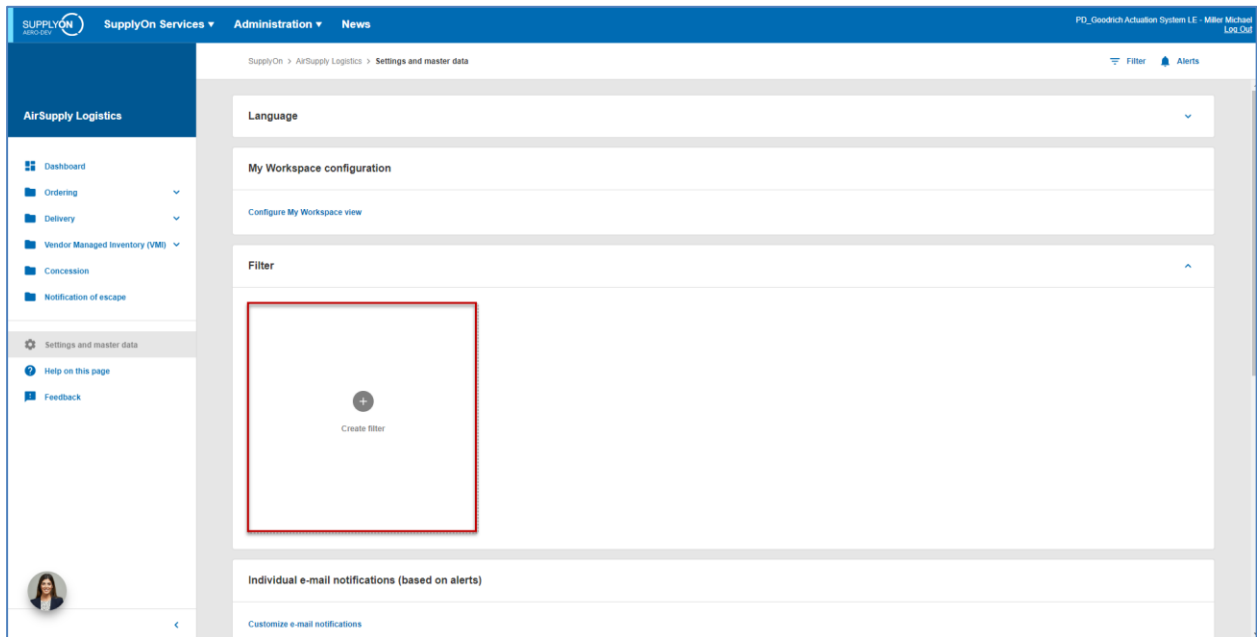 SUPPLYON
AERO-DEV
SupplyOn Services ▾ Administration ▾ News
PD_Goodrich Actuation System LE - Miller Michael
Log Out
SupplyOn > AirSupply Logistics > Settings and master data
Filter Alerts
AirSupply Logistics
Dashboard
Ordering
Delivery
Vendor Managed Inventory (VMI)
Concession
Notification of escape
Settings and master data
Help on this page
Feedback
Language
My Workspace configuration
Configure My Workspace view
Filter
Create filter
Individual e-mail notifications (based on alerts)
Customize e-mail notifications